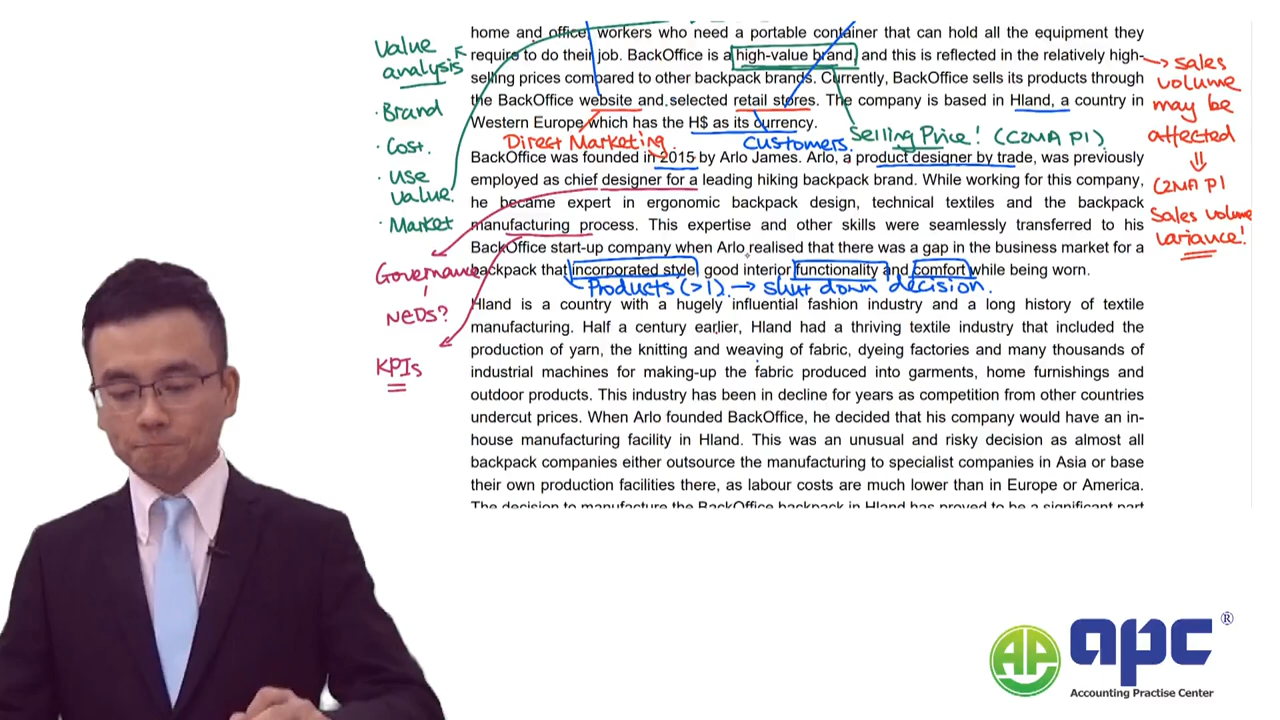 home and office workers who need a portable container that can hold all the equipment they
require to do their job. BackOffice is a high-value brand, and this is reflected in the relatively high-
selling prices compared to other backpack brands. Currently, BackOffice sells its products through
the BackOffice website and selected retail stores. The company is based in Hland, a country in
Western Europe which has the H$ as its currency.
BackOffice was founded in 2015 by Arlo James. Arlo, a product designer by trade, was previously
employed as chief designer for a leading hiking backpack brand. While working for this company,
he became expert in ergonomic backpack design, technical textiles and the backpack
manufacturing process. This expertise and other skills were seamlessly transferred to his
BackOffice start-up company when Arlo realised that there was a gap in the business market for a
backpack that incorporated style, good interior functionality and comfort while being worn.
Hland is a country with a hugely influential fashion industry and a long history of textile
manufacturing. Half a century earlier, Hland had a thriving textile industry that included the
production of yarn, the knitting and weaving of fabric, dyeing factories and many thousands of
industrial machines for making-up the fabric produced into garments, home furnishings and
outdoor products. This industry has been in decline for years as competition from other countries
undercut prices. When Arlo founded BackOffice, he decided that his company would have an in-
house manufacturing facility in Hland. This was an unusual and risky decision as almost all
backpack companies either outsource the manufacturing to specialist companies in Asia or base
their own production facilities there, as labour costs are much lower than in Europe or America.
The decision to manufacture the BackOffice backpack in Hland has proved to be a significant part
Value
analysis
· Brand
· Cost.
· Use
value.
· Market
Governance
NEDs?
KPIs
Direct Marketing.
Customers.
Selling Price! (C2MA P1)
Products (>1) → shut down decision.
→ sales
volume
may be
affected
⇓
C2MA P1
Sales volume
variance!
AP
apc®
Accounting Practise Center